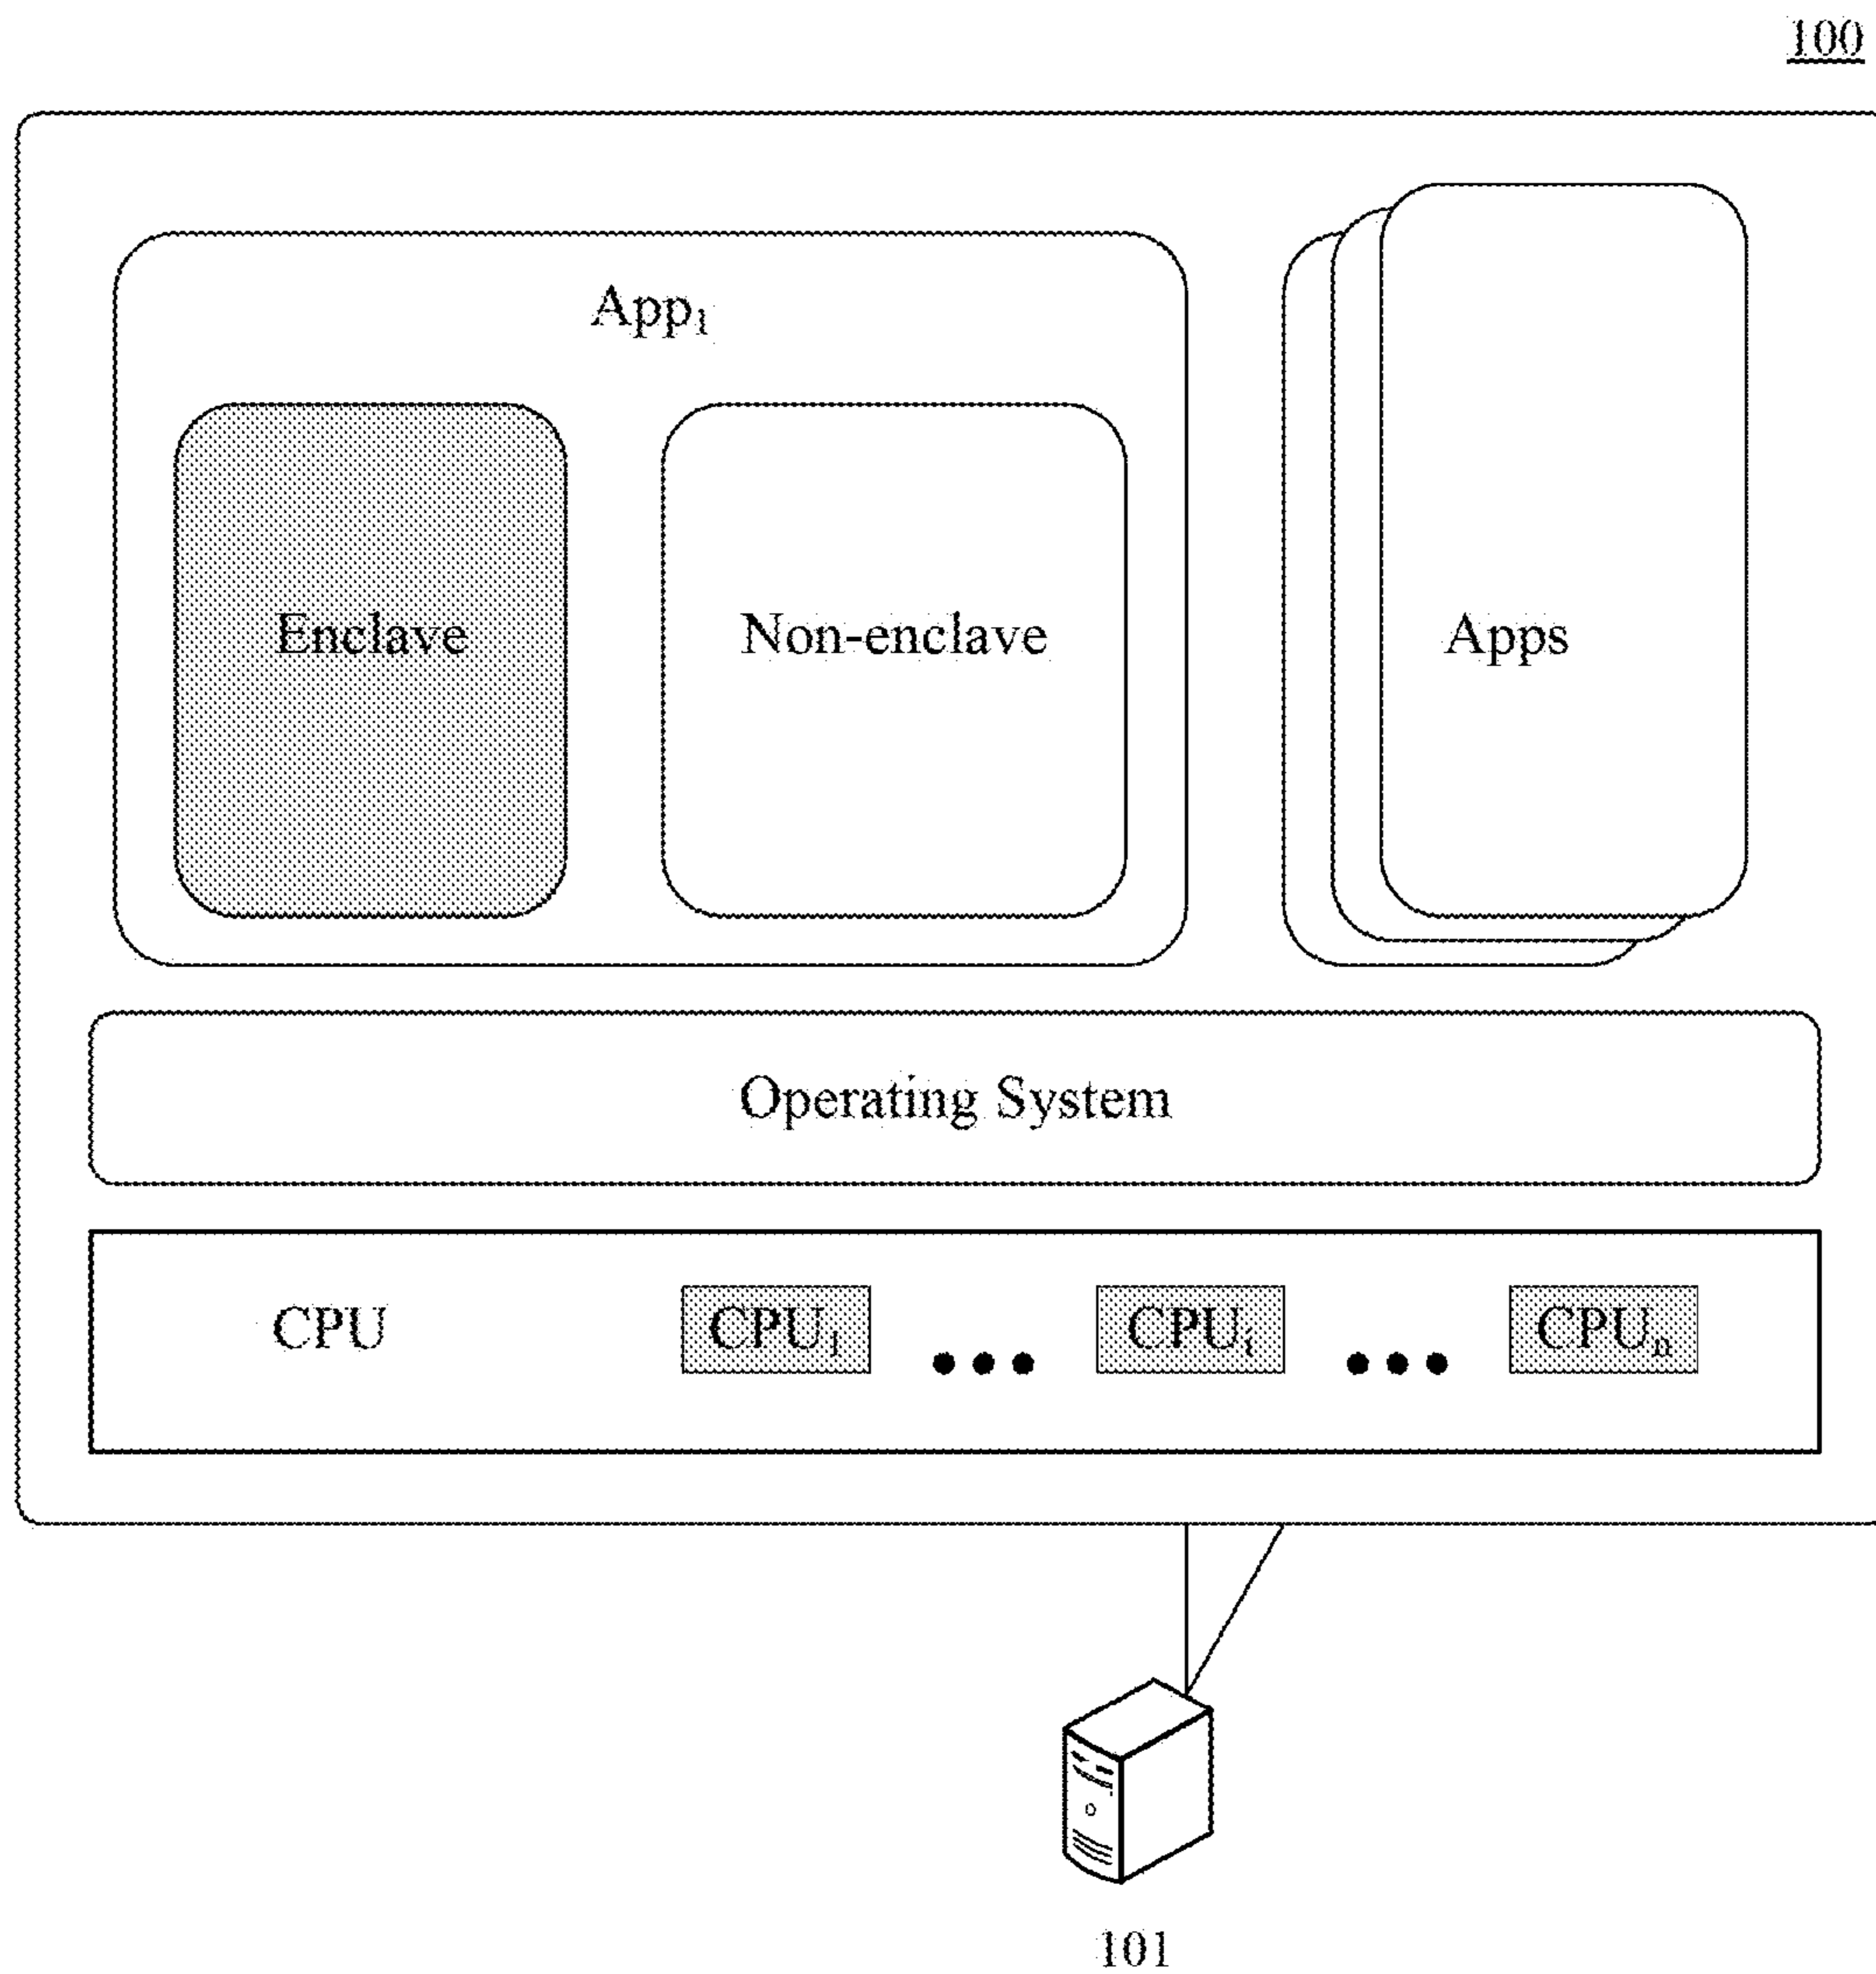 100
App₁
Enclave Non-enclave Apps
Operating System
CPU CPU₁ ••• CPUᵢ ••• CPUₙ
101